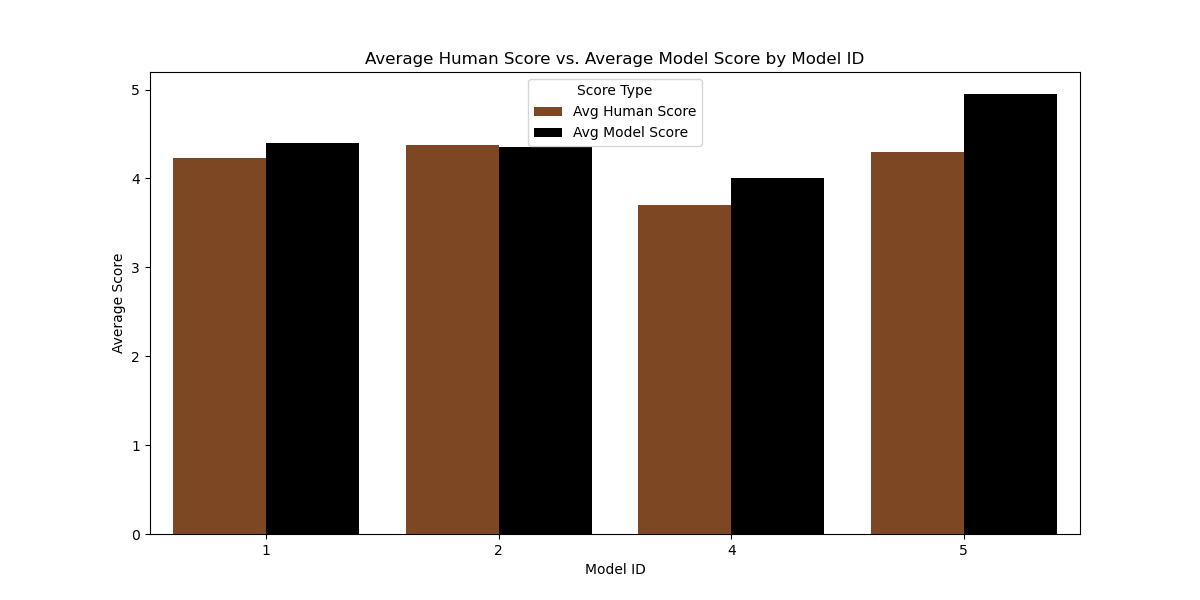 Average Human Score vs. Average Model Score by Model ID
Score Type
Avg Human Score
Avg Model Score
Average Score
5
4
3
2
1
0
1 2 4 5
Model ID